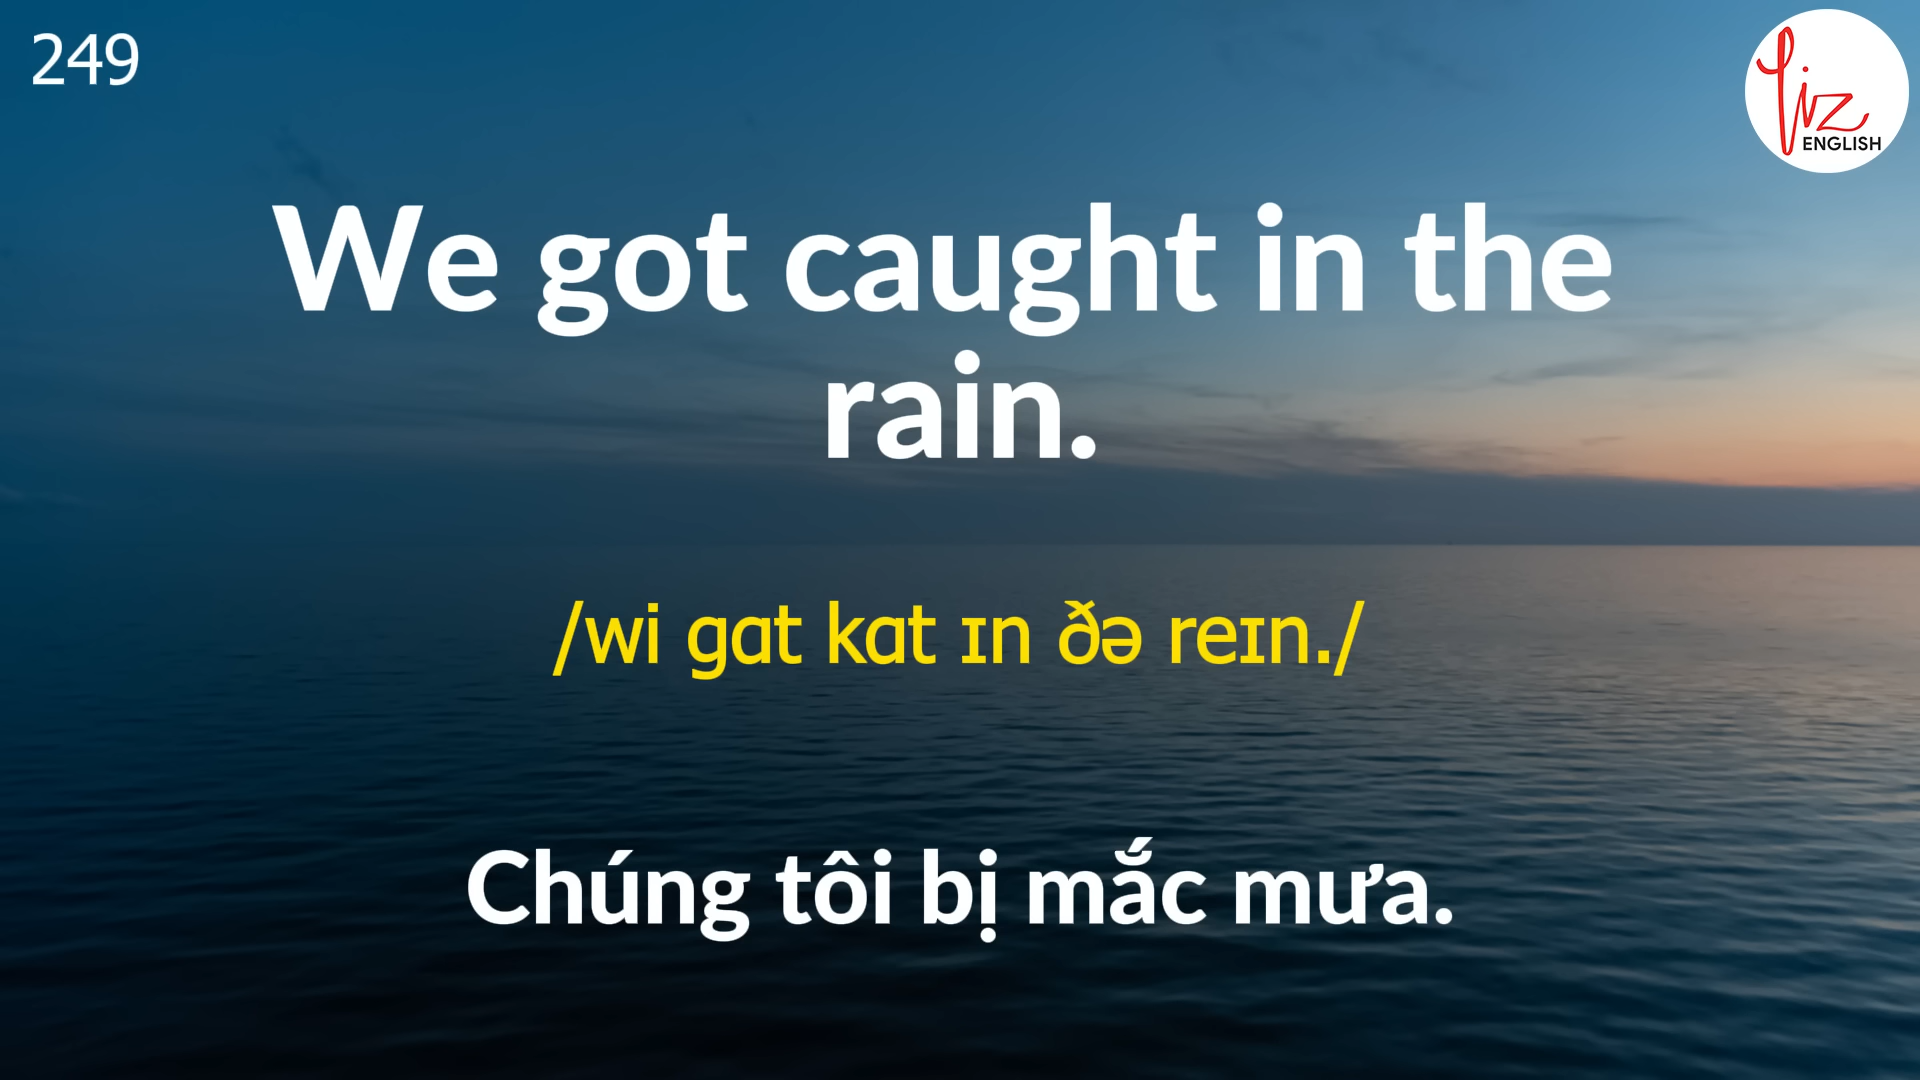 249
Liz
ENGLISH
We got caught in the
rain.
/wi gɑt kɑt ɪn ðə reɪn./
Chúng tôi bị mắc mưa.